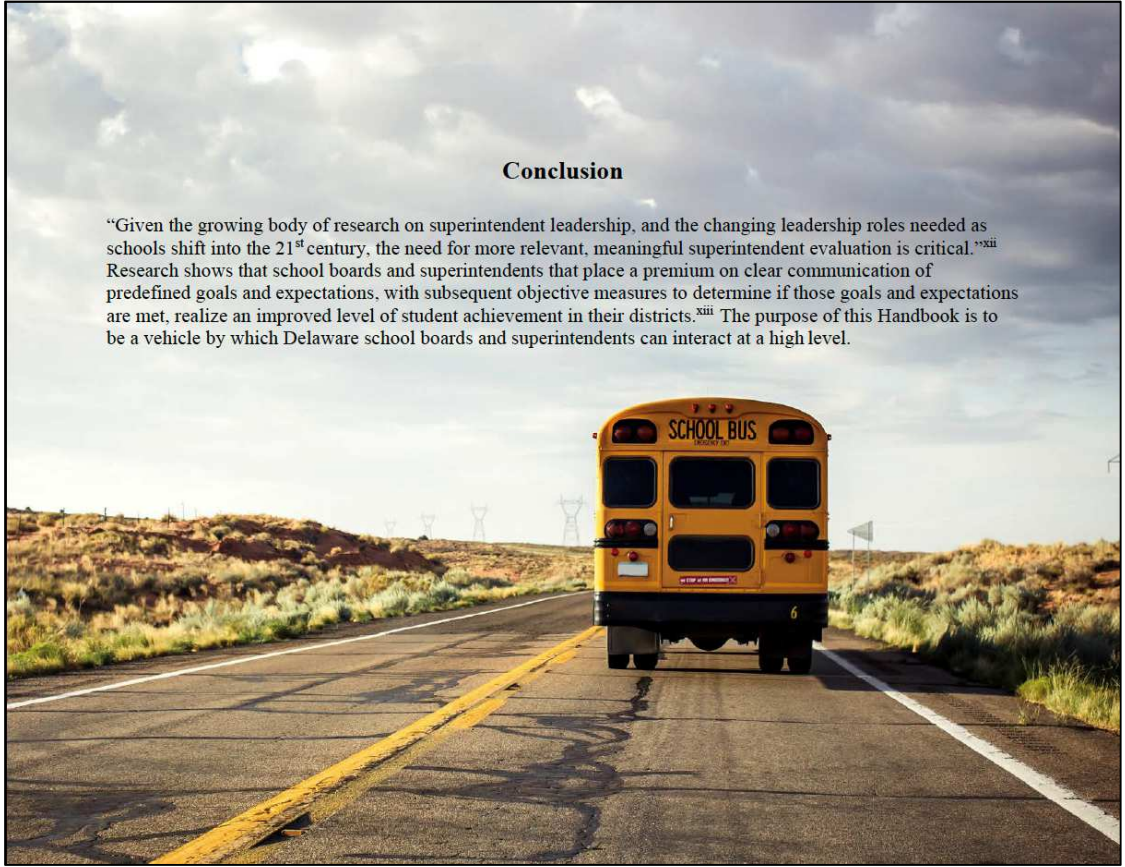 Conclusion
“Given the growing body of research on superintendent leadership, and the changing leadership roles needed as
schools shift into the 21st century, the need for more relevant, meaningful superintendent evaluation is critical.”xii
Research shows that school boards and superintendents that place a premium on clear communication of
predefined goals and expectations, with subsequent objective measures to determine if those goals and expectations
are met, realize an improved level of student achievement in their districts.xiii The purpose of this Handbook is to
be a vehicle by which Delaware school boards and superintendents can interact at a high level.
SCHOOL BUS
EMERGENCY EXIT
6